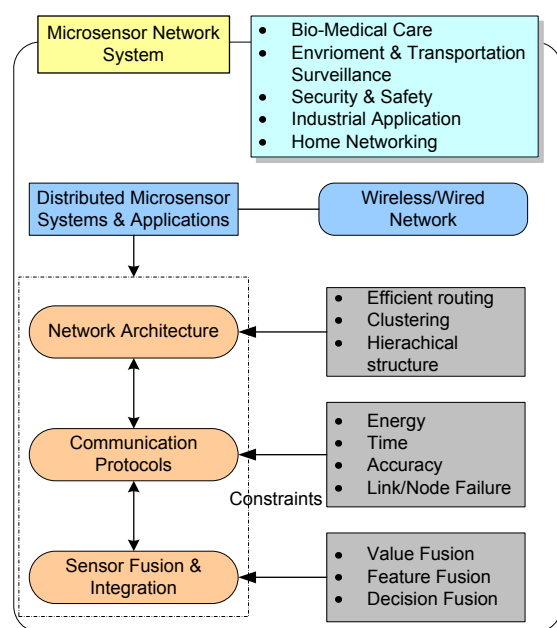 Microsensor Network
System
• Bio-Medical Care
• Envrioment & Transportation
Surveillance
• Security & Safety
• Industrial Application
• Home Networking
Distributed Microsensor
Systems & Applications
Wireless/Wired
Network
Network Architecture
• Efficient routing
• Clustering
• Hierachical
structure
Communication
Protocols
• Energy
• Time
• Accuracy
• Link/Node Failure
Constraints
Sensor Fusion &
Integration
• Value Fusion
• Feature Fusion
• Decision Fusion